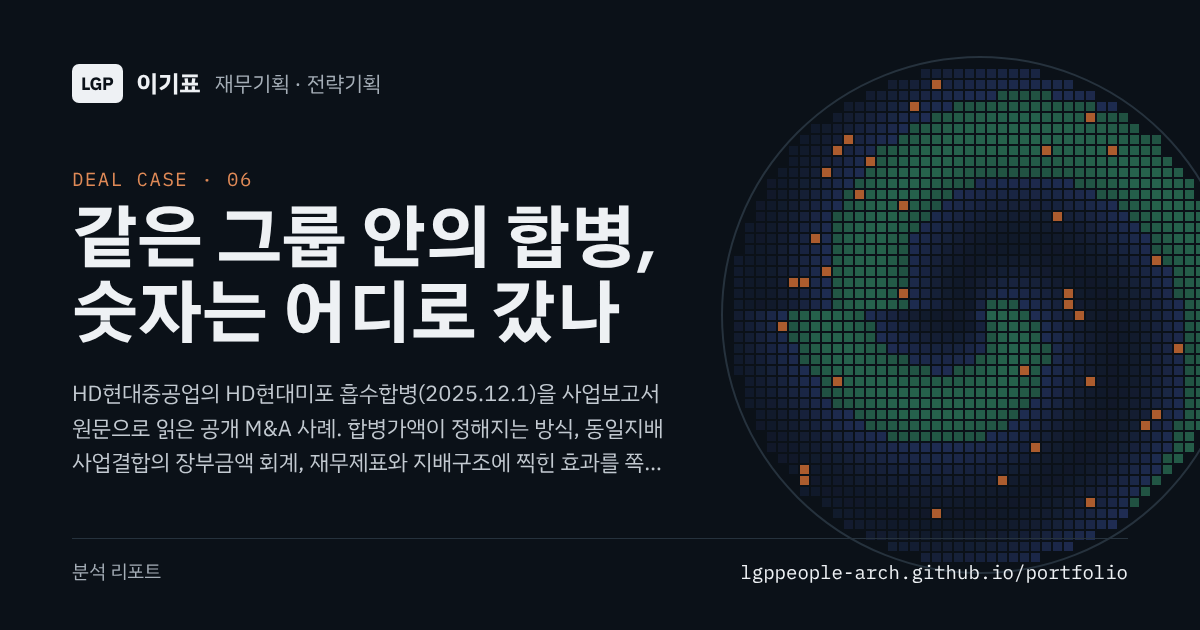 LGP 이기표 재무기획 · 전략기획
DEAL CASE · 06
같은 그룹 안의 합병,
숫자는 어디로 갔나
HD현대중공업의 HD현대미포 흡수합병(2025.12.1)을 사업보고서
원문으로 읽은 공개 M&A 사례. 합병가액이 정해지는 방식, 동일지배
사업결합의 장부금액 회계, 재무제표와 지배구조에 찍힌 효과를 쪽...
분석 리포트
lgppeople-arch.github.io/portfolio